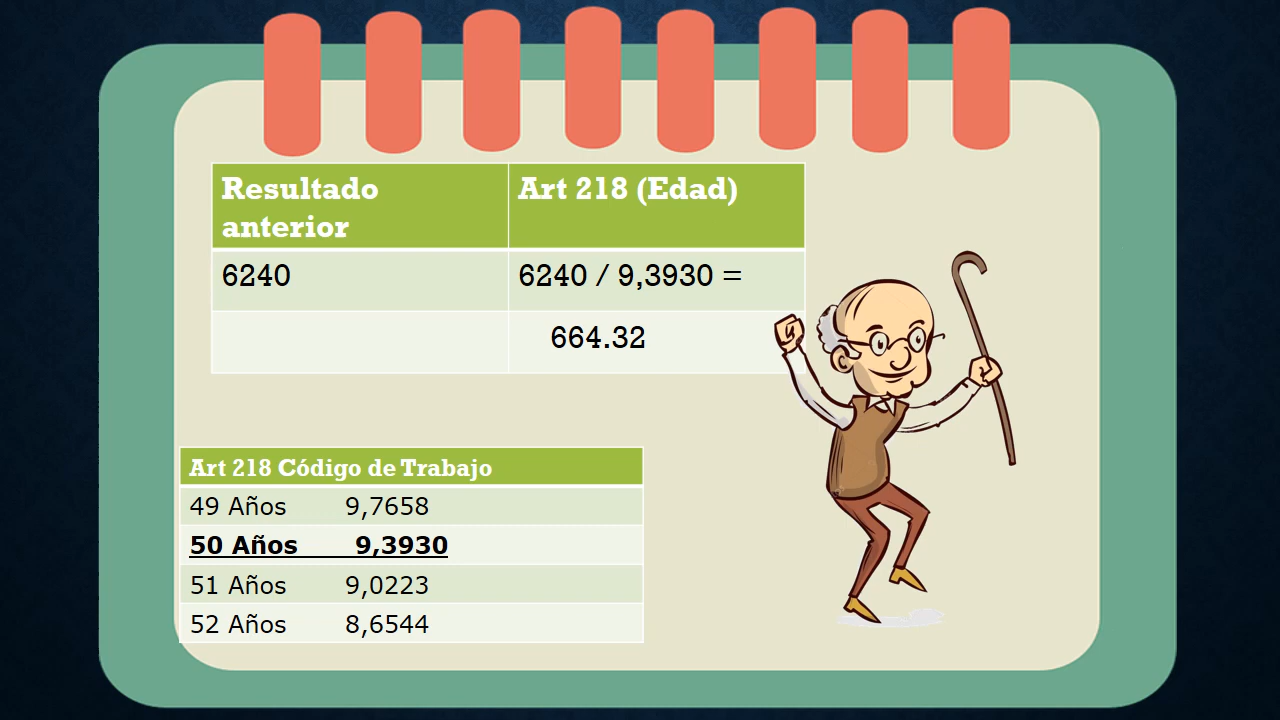 Resultado
anterior
Art 218 (Edad)
6240
6240 / 9,3930 =
664.32
Art 218 Código de Trabajo
49 Años 9,7658
50 Años 9,3930
51 Años 9,0223
52 Años 8,6544